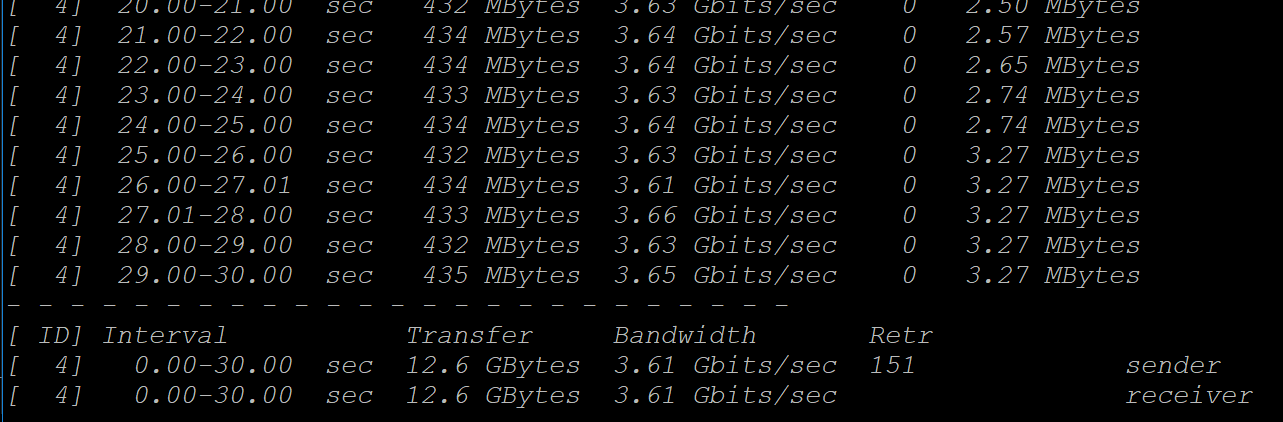 [  4]  20.00-21.00  sec   432 MBytes  3.63 Gbits/sec    0   2.50 MBytes
[  4]  21.00-22.00  sec   434 MBytes  3.64 Gbits/sec    0   2.57 MBytes
[  4]  22.00-23.00  sec   434 MBytes  3.64 Gbits/sec    0   2.65 MBytes
[  4]  23.00-24.00  sec   433 MBytes  3.63 Gbits/sec    0   2.74 MBytes
[  4]  24.00-25.00  sec   434 MBytes  3.64 Gbits/sec    0   2.74 MBytes
[  4]  25.00-26.00  sec   432 MBytes  3.63 Gbits/sec    0   3.27 MBytes
[  4]  26.00-27.01  sec   434 MBytes  3.61 Gbits/sec    0   3.27 MBytes
[  4]  27.01-28.00  sec   433 MBytes  3.66 Gbits/sec    0   3.27 MBytes
[  4]  28.00-29.00  sec   432 MBytes  3.63 Gbits/sec    0   3.27 MBytes
[  4]  29.00-30.00  sec   435 MBytes  3.65 Gbits/sec    0   3.27 MBytes
- - - - - - - - - - - - - - - - - - - - - - - - -
[ ID] Interval           Transfer     Bandwidth       Retr
[  4]   0.00-30.00  sec  12.6 GBytes  3.61 Gbits/sec  151             sender
[  4]   0.00-30.00  sec  12.6 GBytes  3.61 Gbits/sec                  receiver